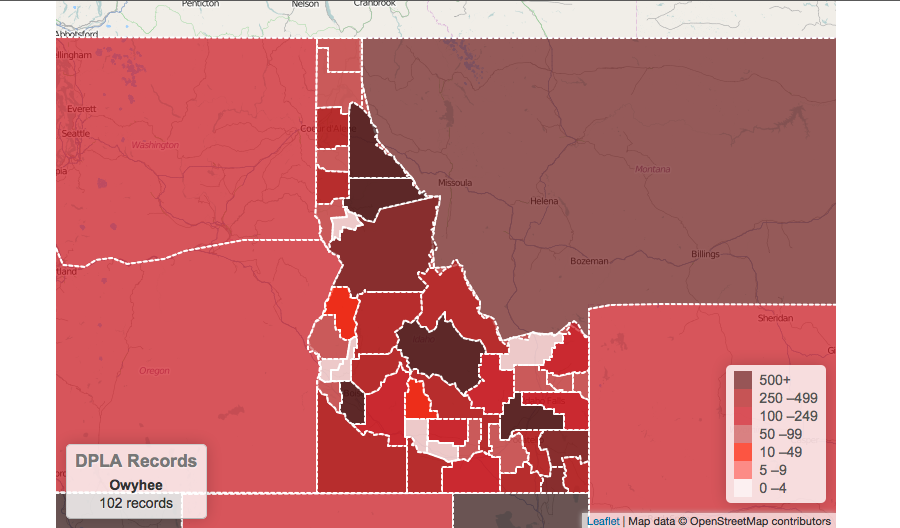 Penticton
Nelson
Cranbrook
Abbotsford
ellingham
Everett
Seattle
Washington
Missoula
Montana
Helena
Bozeman
Billings
Sheridan
Oregon
DPLA Records
Owyhee
102 records
500+
250 –499
100 –249
50 –99
10 –49
5 –9
0 –4
Leaflet | Map data © OpenStreetMap contributors